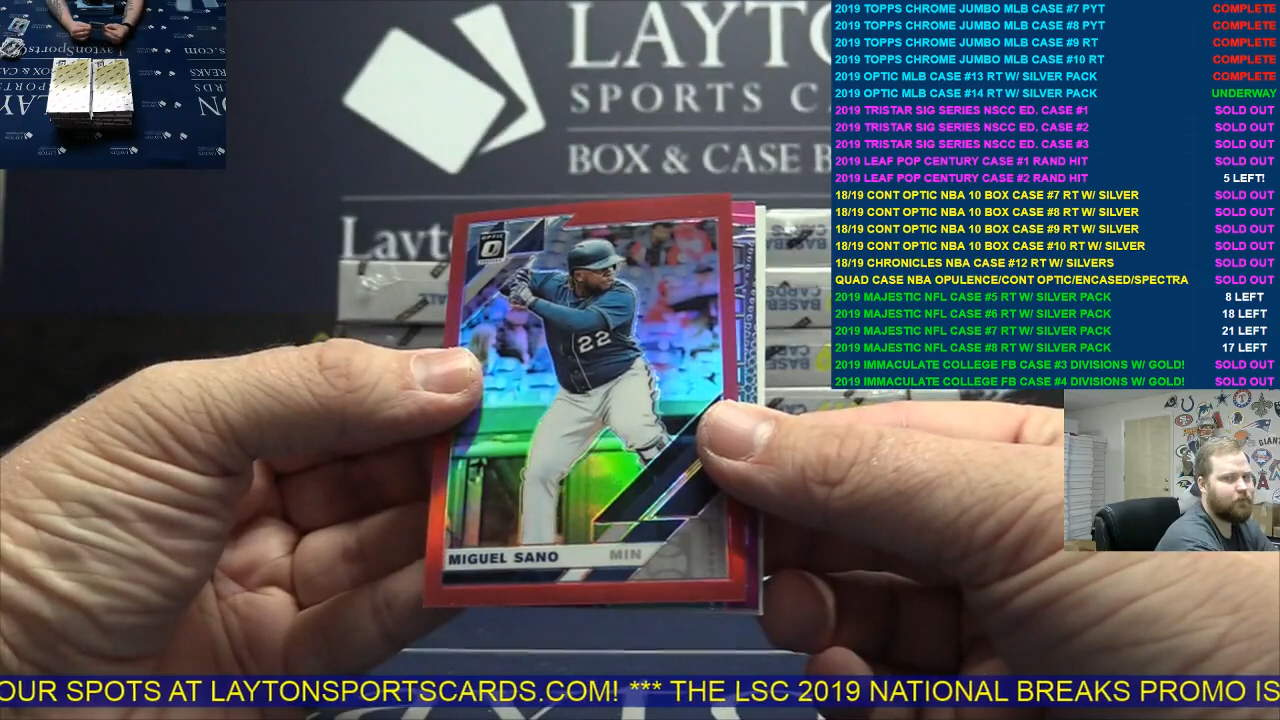 LAYTO
SPORTS C
BOX & CASE B
Layto
2019 TOPPS CHROME JUMBO MLB CASE #7 PYT COMPLETE
2019 TOPPS CHROME JUMBO MLB CASE #8 PYT COMPLETE
2019 TOPPS CHROME JUMBO MLB CASE #9 RT COMPLETE
2019 TOPPS CHROME JUMBO MLB CASE #10 RT COMPLETE
2019 OPTIC MLB CASE #13 RT W/ SILVER PACK COMPLETE
2019 OPTIC MLB CASE #14 RT W/ SILVER PACK UNDERWAY
2019 TRISTAR SIG SERIES NSCC ED. CASE #1 SOLD OUT
2019 TRISTAR SIG SERIES NSCC ED. CASE #2 SOLD OUT
2019 TRISTAR SIG SERIES NSCC ED. CASE #3 SOLD OUT
2019 LEAF POP CENTURY CASE #1 RAND HIT SOLD OUT
2019 LEAF POP CENTURY CASE #2 RAND HIT 5 LEFT!
18/19 CONT OPTIC NBA 10 BOX CASE #7 RT W/ SILVER SOLD OUT
18/19 CONT OPTIC NBA 10 BOX CASE #8 RT W/ SILVER SOLD OUT
18/19 CONT OPTIC NBA 10 BOX CASE #9 RT W/ SILVER SOLD OUT
18/19 CONT OPTIC NBA 10 BOX CASE #10 RT W/ SILVER SOLD OUT
18/19 CHRONICLES NBA CASE #12 RT W/ SILVERS SOLD OUT
QUAD CASE NBA OPULENCE/CONT OPTIC/ENCASED/SPECTRA SOLD OUT
2019 MAJESTIC NFL CASE #5 RT W/ SILVER PACK 8 LEFT
2019 MAJESTIC NFL CASE #6 RT W/ SILVER PACK 18 LEFT
2019 MAJESTIC NFL CASE #7 RT W/ SILVER PACK 21 LEFT
2019 MAJESTIC NFL CASE #8 RT W/ SILVER PACK 17 LEFT
2019 IMMACULATE COLLEGE FB CASE #3 DIVISIONS W/ GOLD! SOLD OUT
2019 IMMACULATE COLLEGE FB CASE #4 DIVISIONS W/ GOLD! SOLD OUT
OPTIC
22
MIGUEL SANO MIN
BASEBALL
CARDS
OUR SPOTS AT LAYTONSPORTSCARDS.COM! *** THE LSC 2019 NATIONAL BREAKS PROMO IS